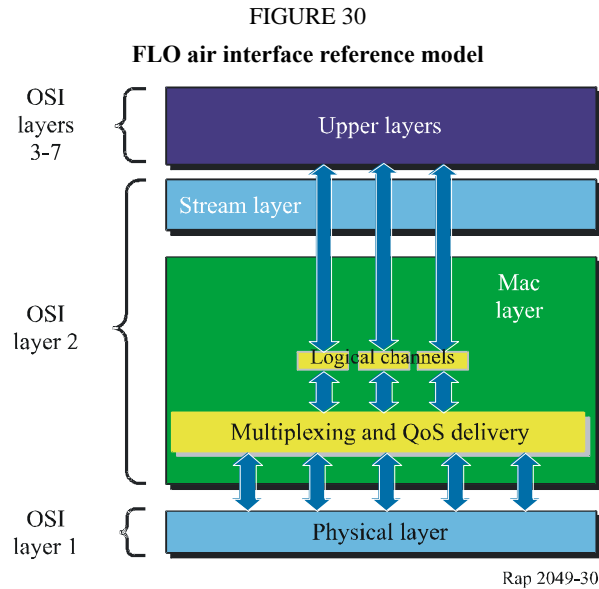 FIGURE 30
FLO air interface reference model
OSI
layers
3-7
Upper layers
Stream layer
OSI
layer 2
Mac
layer
Logical channels
Multiplexing and QoS delivery
OSI
layer 1
Physical layer
Rap 2049-30